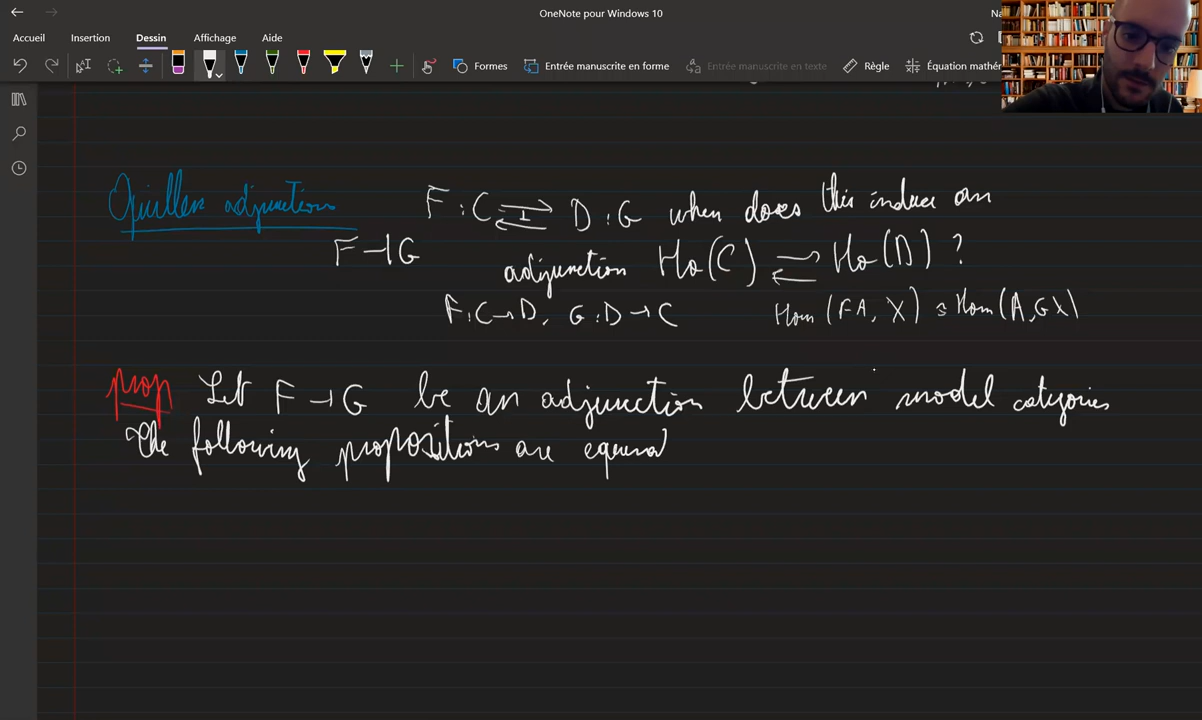 OneNote pour Windows 10
Accueil Insertion Dessin Affichage Aide
Formes Entrée manuscrite en forme Entrée manuscrite en texte Règle Équation mathé
Quillen adjunction F : C ⇄ D : G when does this induce an
F ⊣ G adjunction Ho(C) ⇄ Ho(D) ?
F : C → D, G : D → C Hom (FA, X) ≅ Hom (A, GX)
prop Let F ⊣ G be an adjunction between model categories
The following propositions are equival